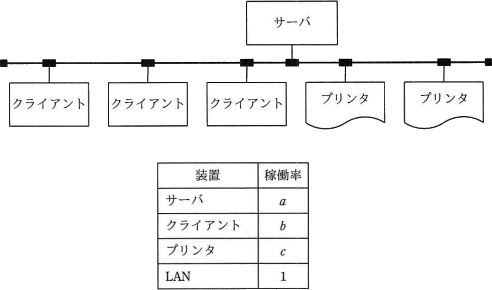 サーバ
クライアント クライアント クライアント プリンタ プリンタ
装置 稼働率
サーバ a
クライアント b
プリンタ c
LAN 1